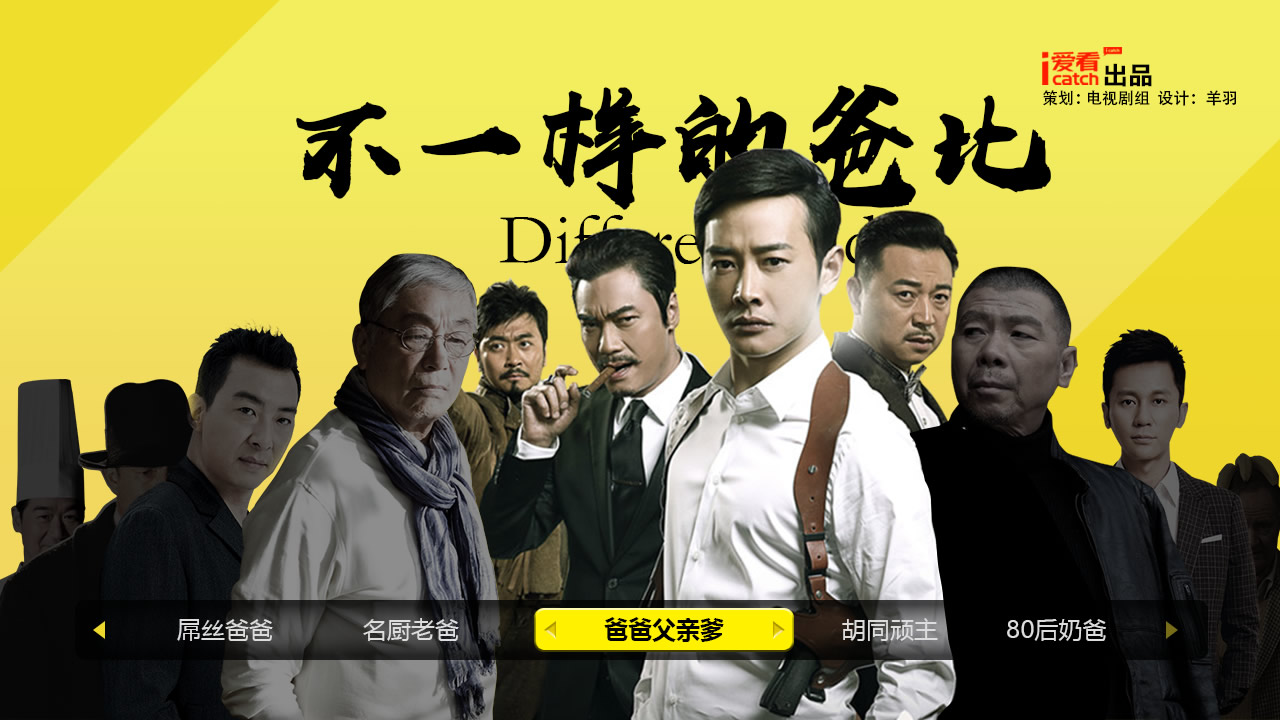 爱看
icatch 出品
策划：电视剧组 设计：羊羽
不一样的爸比
屌丝爸爸 名厨老爸 爸爸父亲爹 胡同顽主 80后奶爸